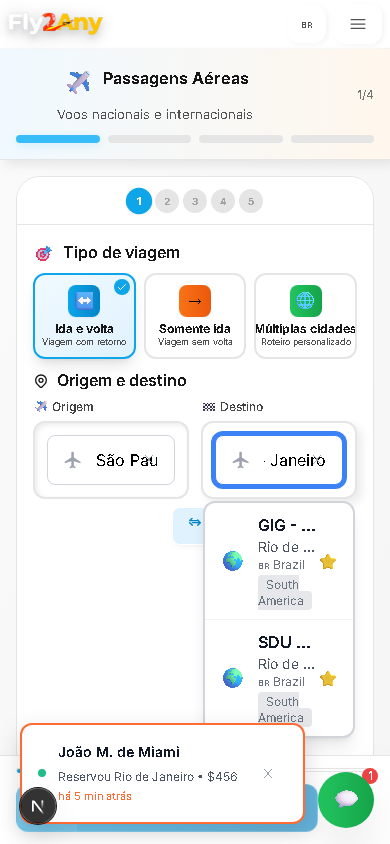 Fly2Any
BR
Passagens Aéreas
Voos nacionais e internacionais
1/4
1
2
3
4
5
Tipo de viagem
Ida e volta
Viagem com retorno
Somente ida
Viagem sem volta
Múltiplas cidades
Roteiro personalizado
Origem e destino
Origem
Destino
São Pau
Janeiro
GIG - ...
Rio de ...
BR Brazil
South
America
SDU ...
Rio de ...
BR Brazil
South
America
João M. de Miami
Reservou Rio de Janeiro • $456
há 5 min atrás
N
1